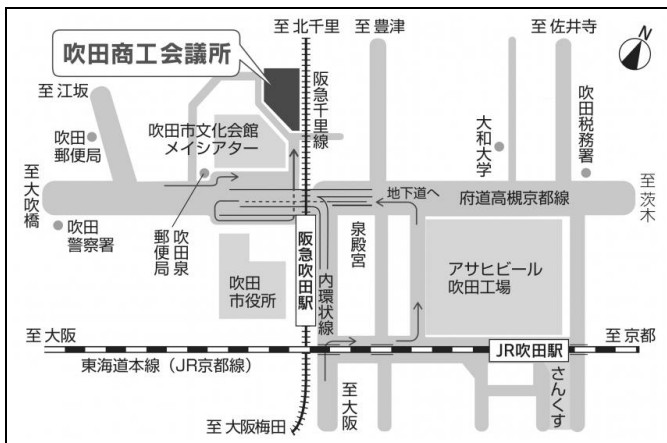 至北千里
至豊津
至佐井寺
吹田商工会議所
N
至江坂
阪急千里線
吹田市文化会館
メイシアター
吹田
郵便局
大和大学
吹田税務署
至大吹橋
地下道へ
府道高槻京都線
至茨木
吹田
警察署
吹田泉
郵便局
阪急吹田駅
泉殿宮
アサヒビール
吹田工場
吹田
市役所
内環状線
至大阪
JR吹田駅
至京都
東海道本線（JR京都線）
至大阪
さんくす
至大阪梅田